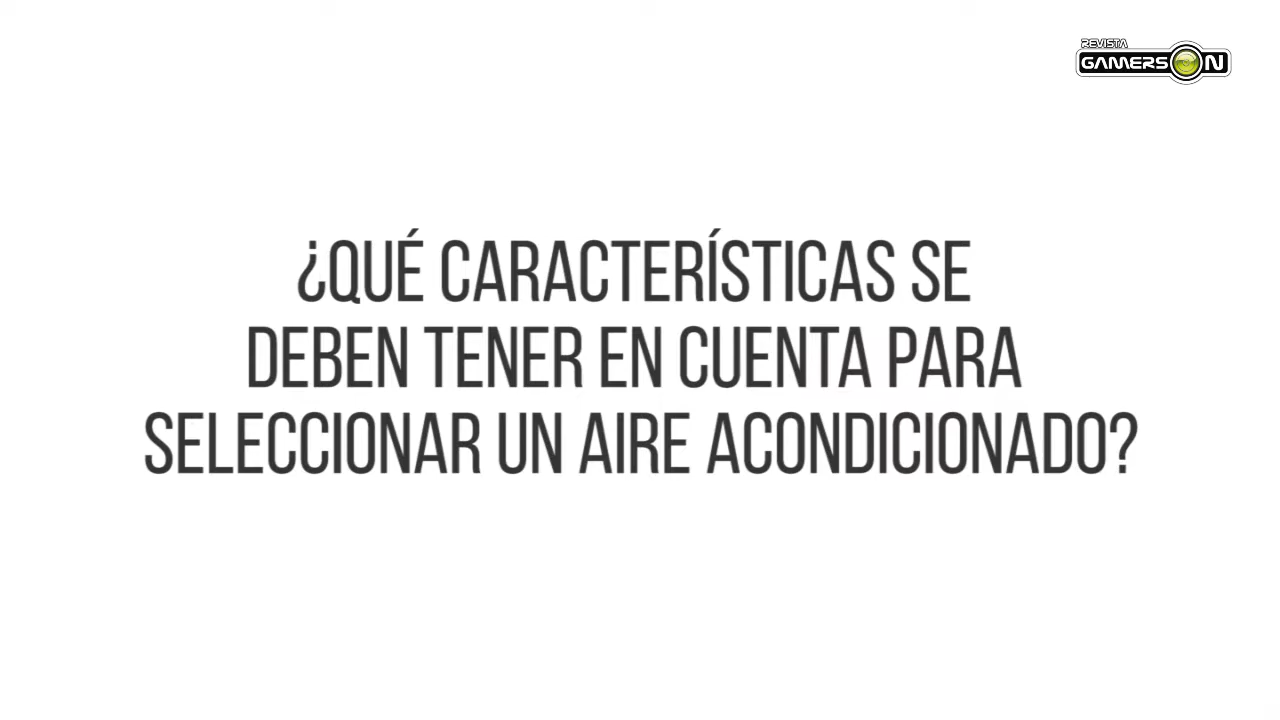 REVISTA
GAMERSON
¿QUÉ CARACTERÍSTICAS SE
DEBEN TENER EN CUENTA PARA
SELECCIONAR UN AIRE ACONDICIONADO?